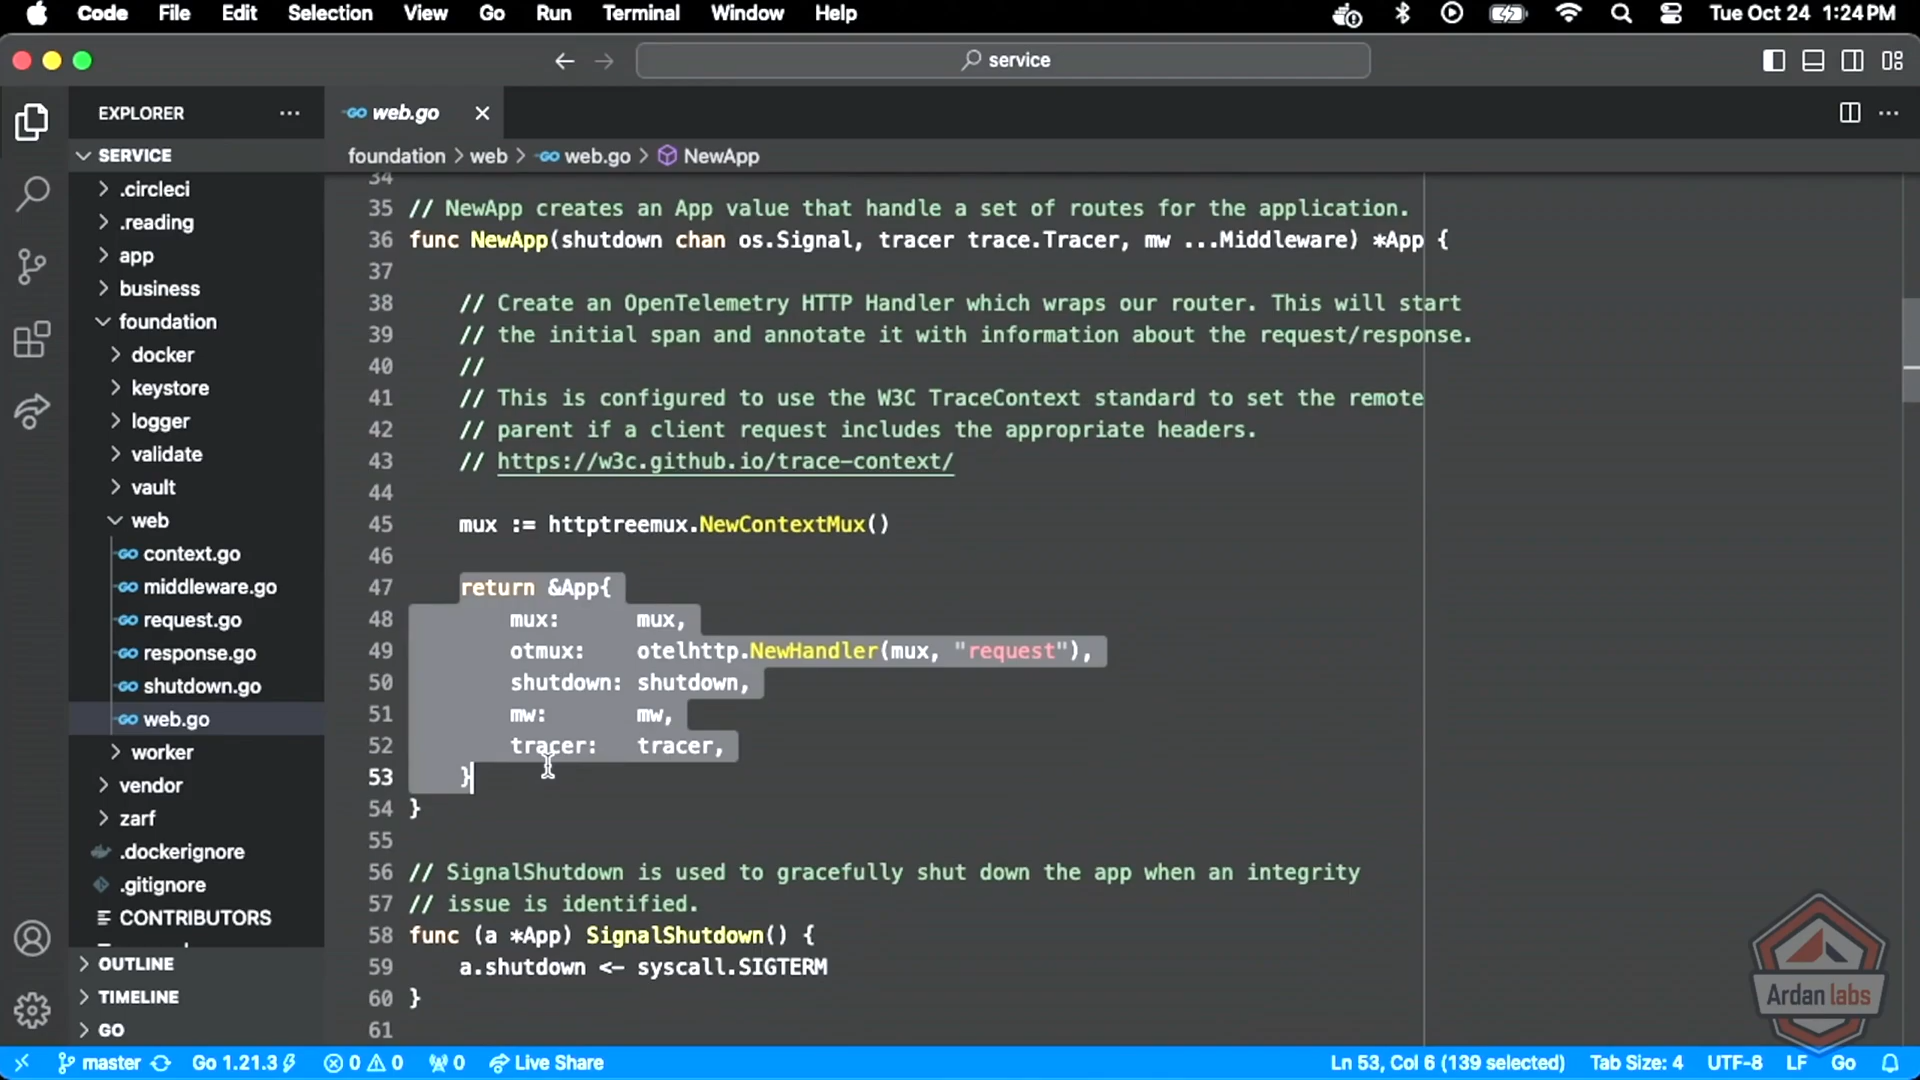 Code File Edit Selection View Go Run Terminal Window Help Tue Oct 24 1:24 PM
service
EXPLORER
web.go
SERVICE
foundation > web > web.go > NewApp
.circleci
.reading
app
business
foundation
docker
keystore
logger
validate
vault
web
context.go
middleware.go
request.go
response.go
shutdown.go
web.go
worker
vendor
zarf
.dockerignore
.gitignore
CONTRIBUTORS
OUTLINE
TIMELINE
GO
34
35 // NewApp creates an App value that handle a set of routes for the application.
36 func NewApp(shutdown chan os.Signal, tracer trace.Tracer, mw ...Middleware) *App {
37
38 // Create an OpenTelemetry HTTP Handler which wraps our router. This will start
39 // the initial span and annotate it with information about the request/response.
40 //
41 // This is configured to use the W3C TraceContext standard to set the remote
42 // parent if a client request includes the appropriate headers.
43 // https://w3c.github.io/trace-context/
44
45 mux := httptreemux.NewContextMux()
46
47 return &App{
48 mux: mux,
49 otmux: otelhttp.NewHandler(mux, "request"),
50 shutdown: shutdown,
51 mw: mw,
52 tracer: tracer,
53 }
54 }
55
56 // SignalShutdown is used to gracefully shut down the app when an integrity
57 // issue is identified.
58 func (a *App) SignalShutdown() {
59 a.shutdown <- syscall.SIGTERM
60 }
61
Ardan labs
master Go 1.21.3 0 0 0 Live Share Ln 53, Col 6 (139 selected) Tab Size: 4 UTF-8 LF Go